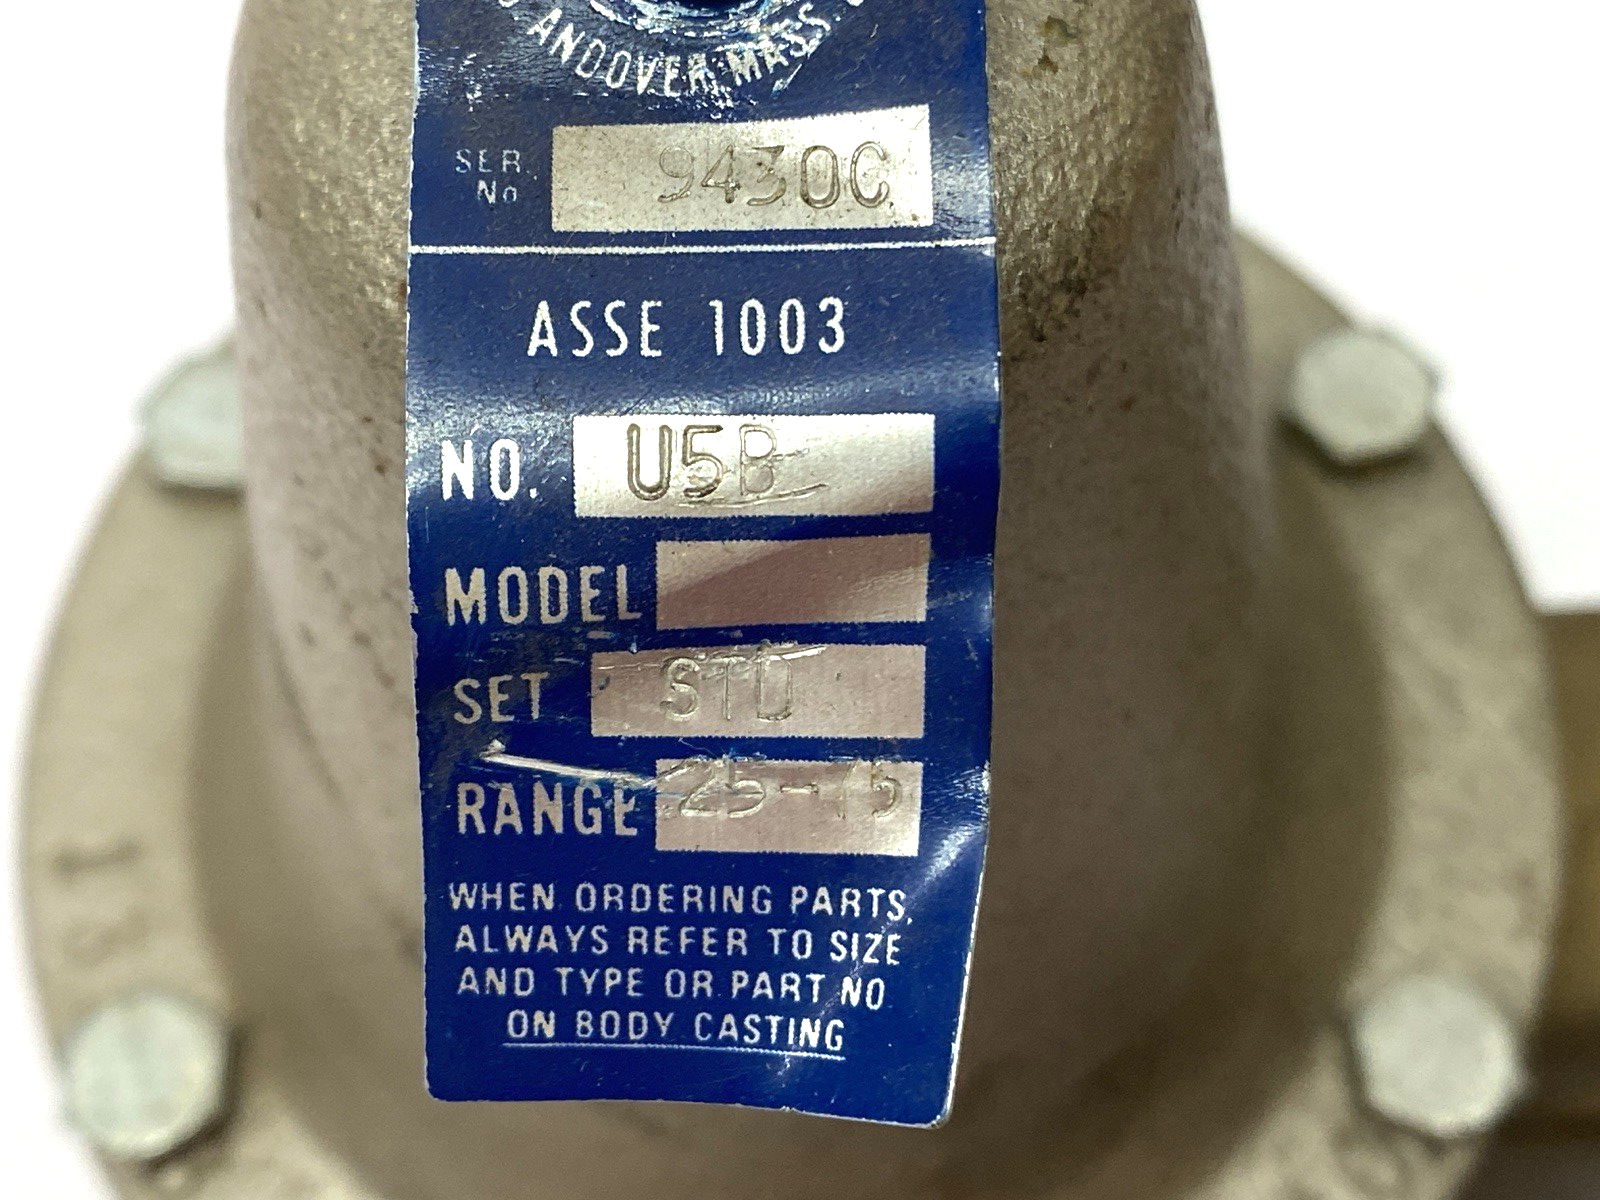 ANDOVER MASS
SER. 9430C
No
ASSE 1003
NO. U5B
MODEL
SET STD
RANGE 25-75
WHEN ORDERING PARTS,
ALWAYS REFER TO SIZE
AND TYPE OR PART NO
ON BODY CASTING